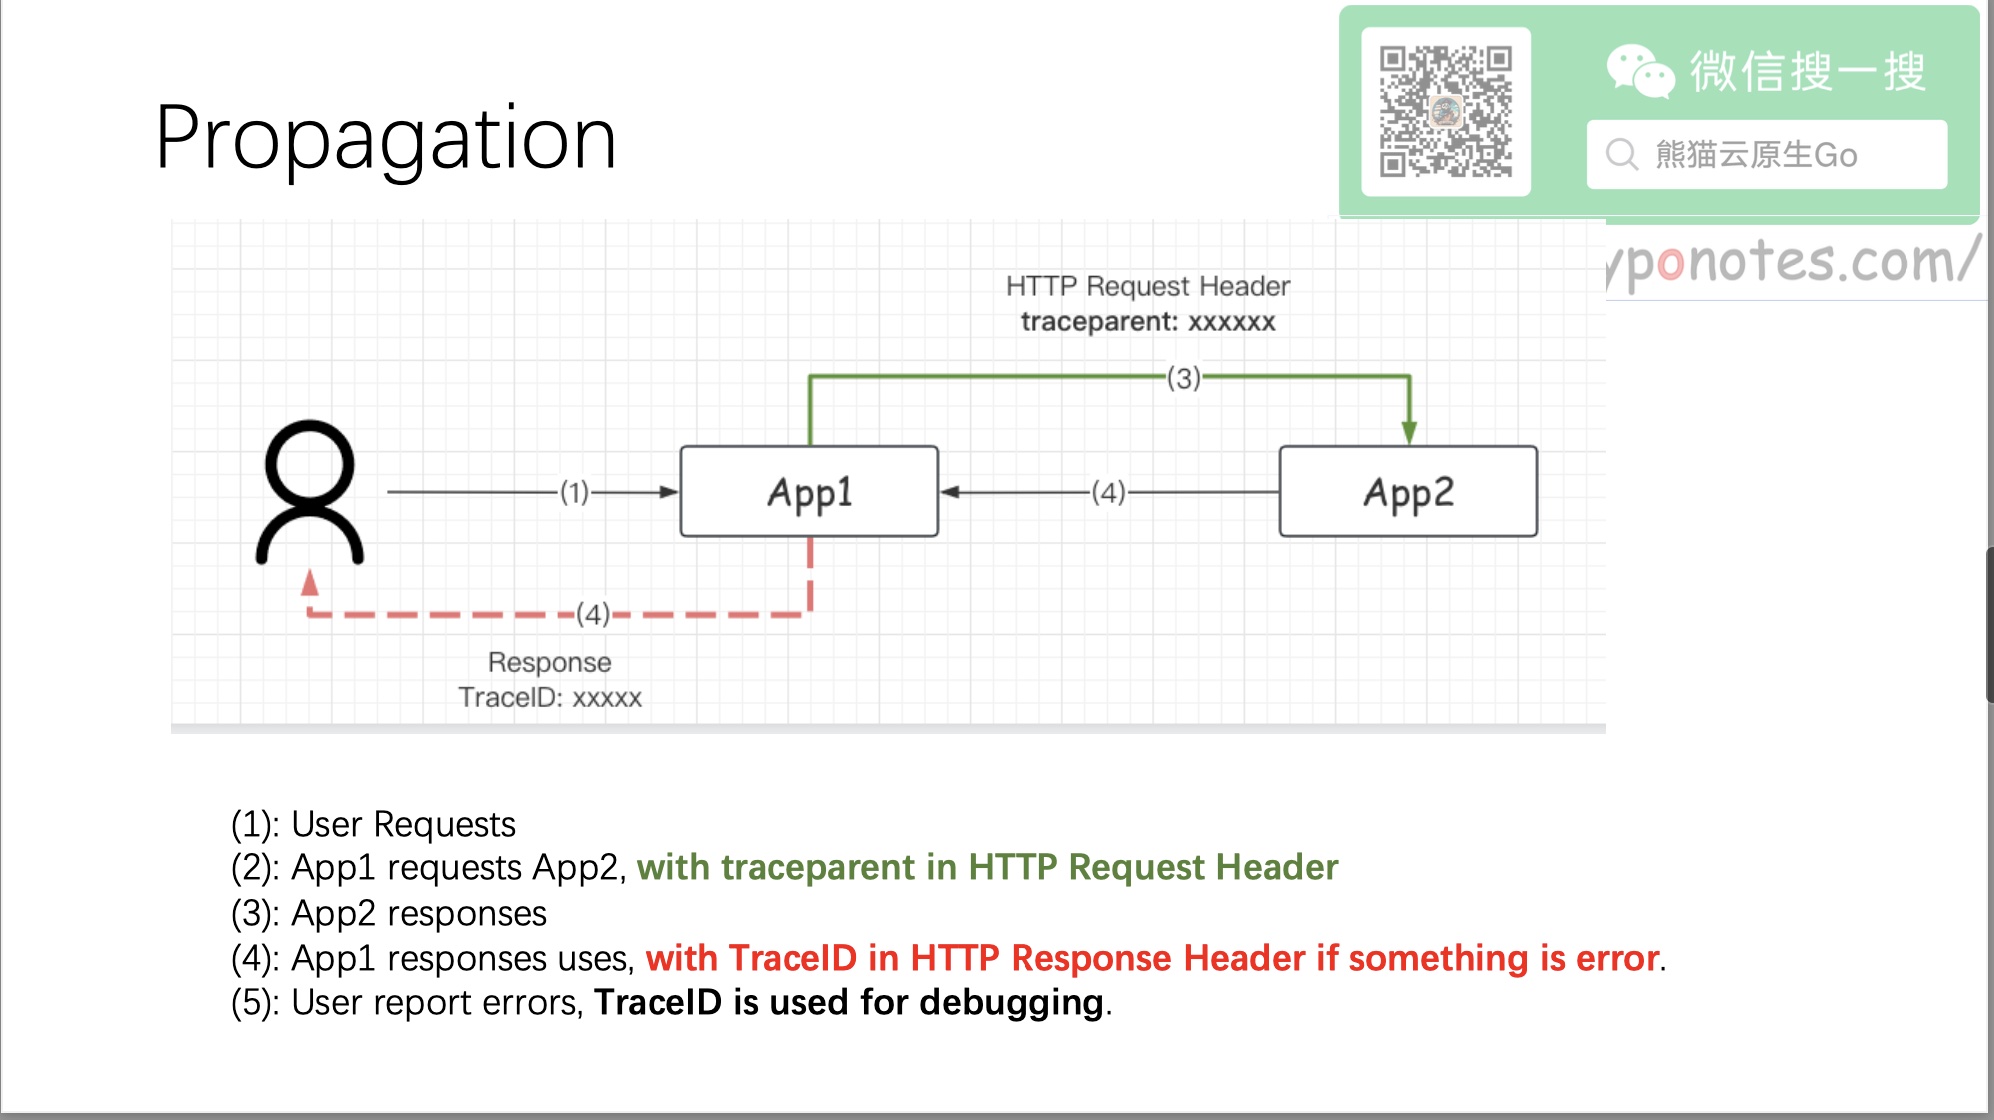 Propagation
微信搜一搜
熊猫云原生Go
yponotes.com/
HTTP Request Header
traceparent: xxxxxx
(3)
(1)
App1
(4)
App2
(4)
Response
TraceID: xxxxx
(1): User Requests
(2): App1 requests App2, with traceparent in HTTP Request Header
(3): App2 responses
(4): App1 responses uses, with TraceID in HTTP Response Header if something is error.
(5): User report errors, TraceID is used for debugging.